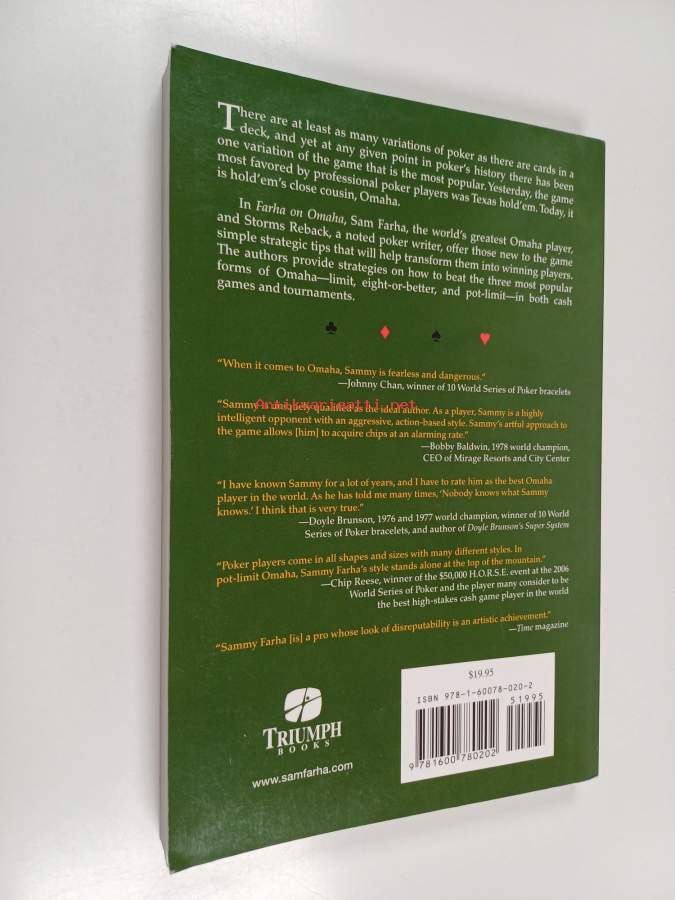 There are at least as many variations of poker as there are cards in a
deck, and yet at any given point in poker's history there has been
one variation of the game that is the most popular. Yesterday, the game
most favored by professional poker players was Texas hold'em. Today, it
is hold'em's close cousin, Omaha.
In Farha on Omaha, Sam Farha, the world's greatest Omaha player,
and Storms Reback, a noted poker writer, offer those new to the game
simple strategic tips that will help transform them into winning players.
The authors provide strategies on how to beat the three most popular
forms of Omaha—limit, eight-or-better, and pot-limit—in both cash
games and tournaments.
"When it comes to Omaha, Sammy is fearless and dangerous."
—Johnny Chan, winner of 10 World Series of Poker bracelets
Antikvariaatti.net
"Sammy is uniquely qualified as the ideal author. As a player, Sammy is a highly
intelligent opponent with an aggressive, action-based style. Sammy's artful approach to
the game allows [him] to acquire chips at an alarming rate."
—Bobby Baldwin, 1978 world champion,
CEO of Mirage Resorts and City Center
"I have known Sammy for a lot of years, and I have to rate him as the best Omaha
player in the world. As he has told me many times, 'Nobody knows what Sammy
knows.' I think that is very true."
—Doyle Brunson, 1976 and 1977 world champion, winner of 10 World
Series of Poker bracelets, and author of Doyle Brunson's Super System
"Poker players come in all shapes and sizes with many different styles. In
pot-limit Omaha, Sammy Farha's style stands alone at the top of the mountain."
—Chip Reese, winner of the $50,000 H.O.R.S.E. event at the 2006
World Series of Poker and the player many consider to be
the best high-stakes cash game player in the world
"Sammy Farha [is] a pro whose look of disreputability is an artistic achievement."
—Time magazine
TRIUMPH
BOOKS
www.samfarha.com
$19.95
ISBN 978-1-60078-020-2
51995
9 781600 780202